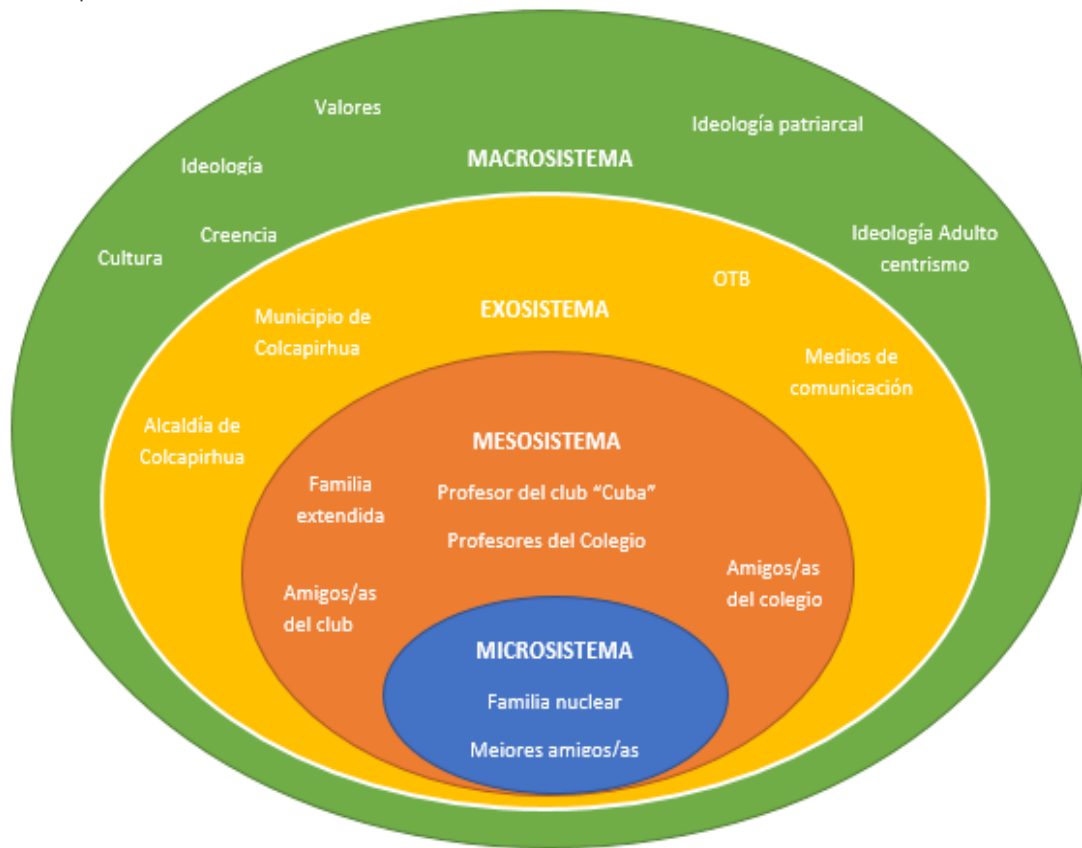 Valores
Ideología patriarcal
MACROSISTEMA
Ideología
Creencia
Cultura
Ideología Adulto
centrismo
OTB
EXOSISTEMA
Municipio de
Colcapirhua
Medios de
comunicación
Alcaldía de
Colcapirhua
MESOSISTEMA
Familia
extendida
Profesor del club “Cuba”
Profesores del Colegio
Amigos/as
del club
Amigos/as
del colegio
MICROSISTEMA
Familia nuclear
Mejores amigos/as